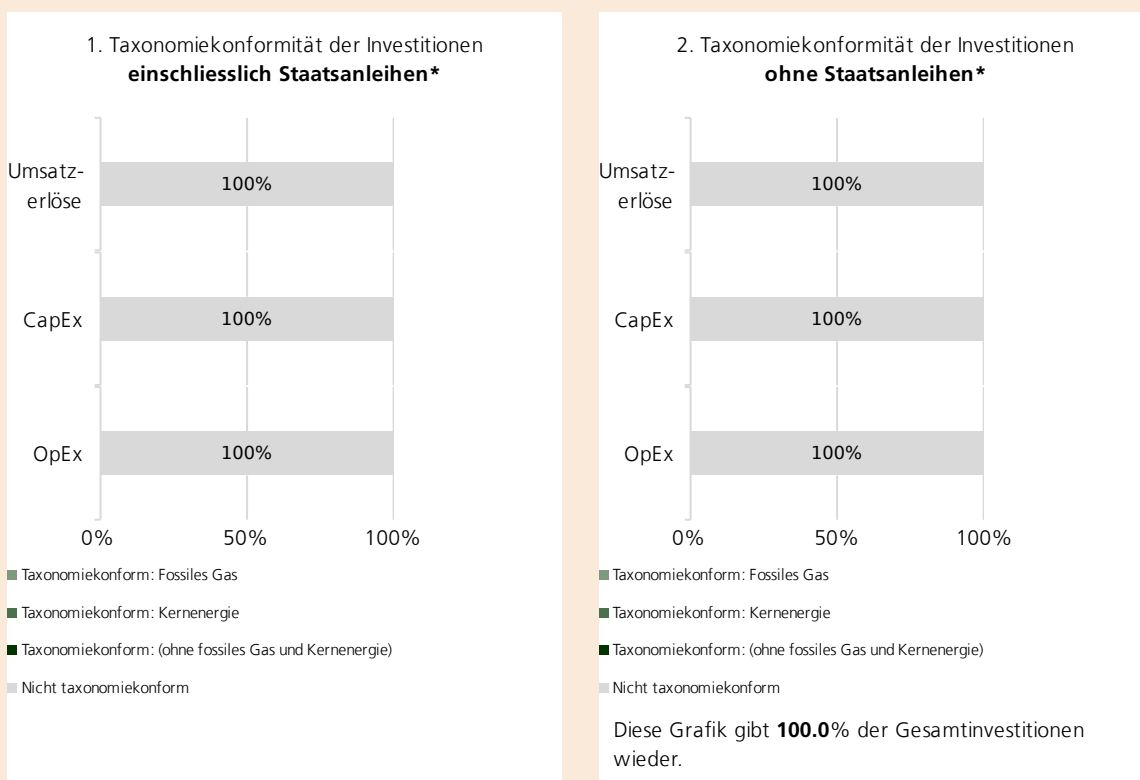 1. Taxonomiekonformität der Investitionen
einschliesslich Staatsanleihen*
Umsatz-
erlöse
100%
CapEx
100%
OpEx
100%
0%
50%
100%
Taxonomiekonform: Fossiles Gas
Taxonomiekonform: Kernenergie
Taxonomiekonform: (ohne fossiles Gas und Kernenergie)
Nicht taxonomiekonform
2. Taxonomiekonformität der Investitionen
ohne Staatsanleihen*
Umsatz-
erlöse
100%
CapEx
100%
OpEx
100%
0%
50%
100%
Taxonomiekonform: Fossiles Gas
Taxonomiekonform: Kernenergie
Taxonomiekonform: (ohne fossiles Gas und Kernenergie)
Nicht taxonomiekonform
Diese Grafik gibt 100.0% der Gesamtinvestitionen
wieder.